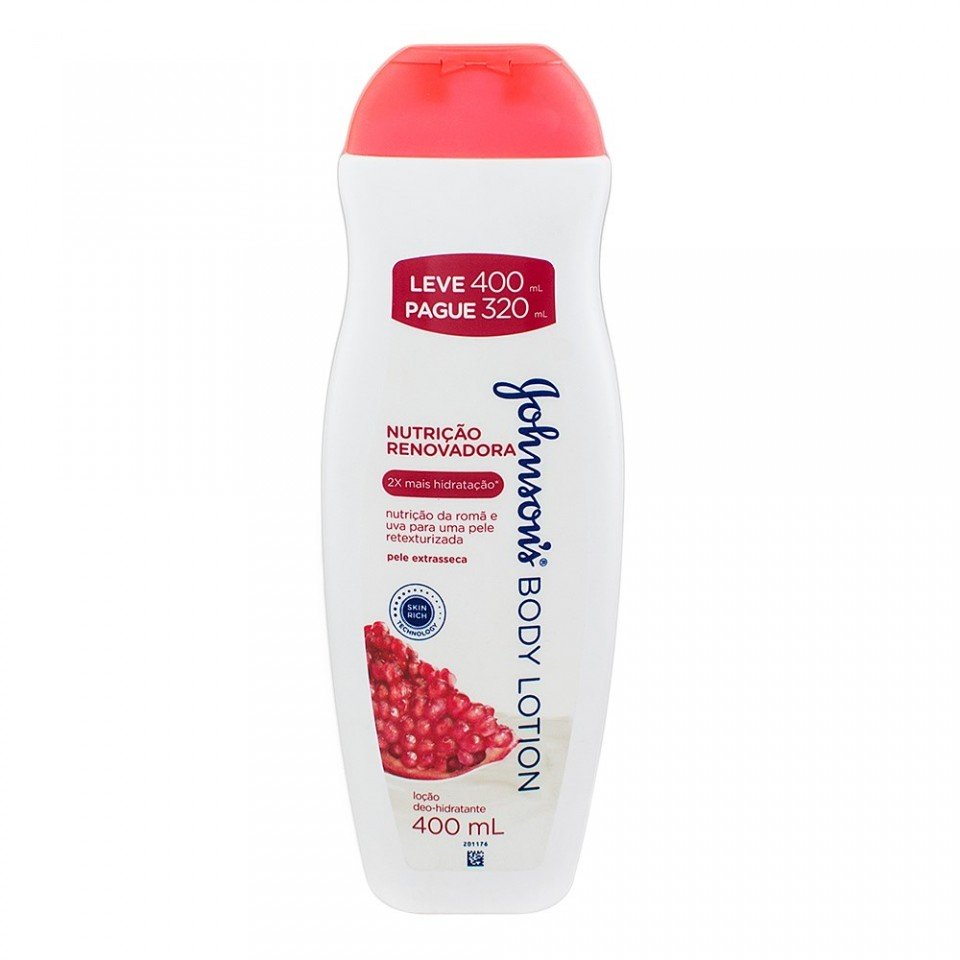 LEVE 400 mL
PAGUE 320 mL
Johnson's® BODY LOTION
NUTRIÇÃO
RENOVADORA
2X mais hidratação*
nutrição da romã e
uva para uma pele
retexturizada
pele extrasseca
SKIN
RICH
TECHNOLOGY
loção
deo-hidratante
400 mL
201176